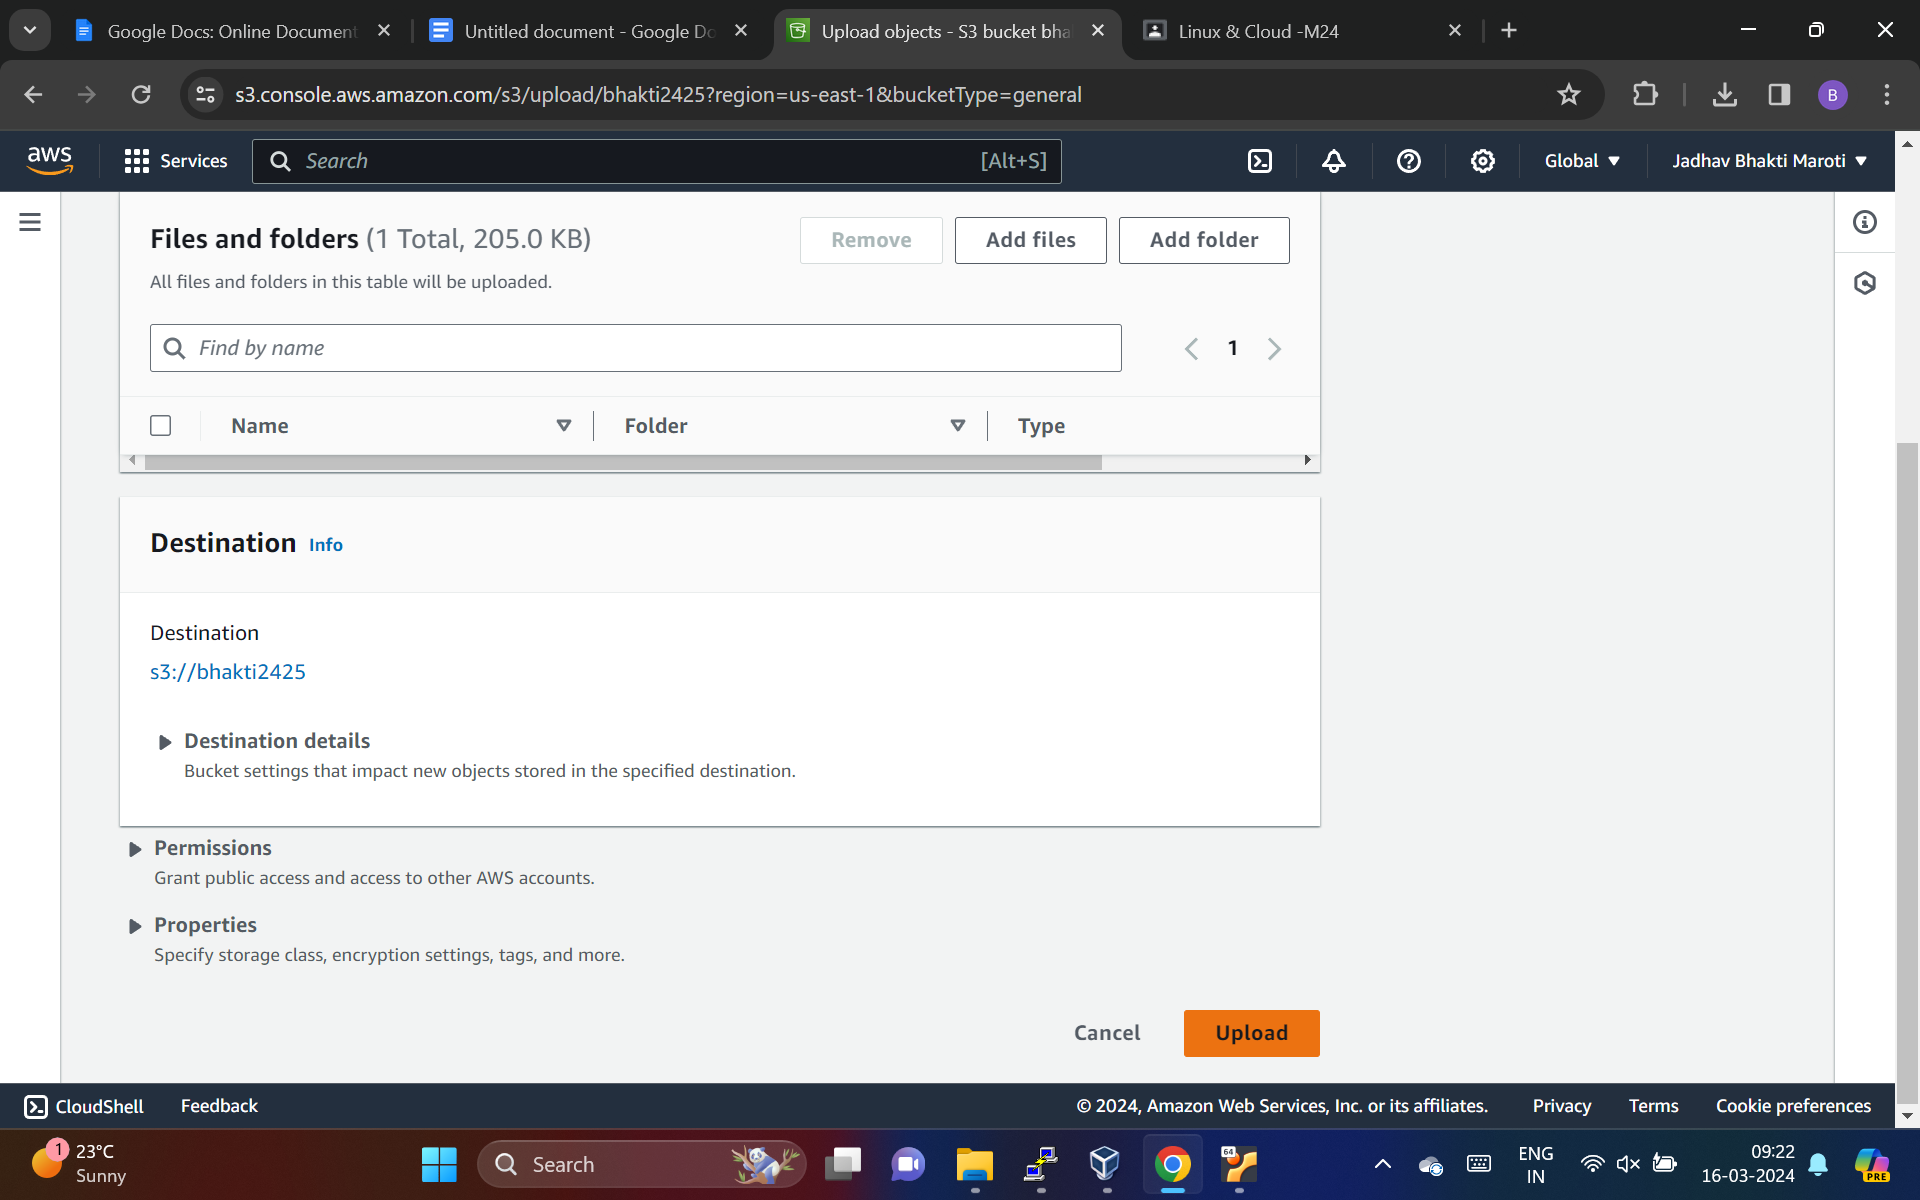 Google Docs: Online Document
Untitled document - Google Do
Upload objects - S3 bucket bha
Linux & Cloud -M24
s3.console.aws.amazon.com/s3/upload/bhakti2425?region=us-east-1&bucketType=general
B
aws
Services
Search
[Alt+S]
Global
Jadhav Bhakti Maroti
Files and folders (1 Total, 205.0 KB)
Remove
Add files
Add folder
All files and folders in this table will be uploaded.
Find by name
1
Name
Folder
Type
Destination Info
Destination
s3://bhakti2425
Destination details
Bucket settings that impact new objects stored in the specified destination.
Permissions
Grant public access and access to other AWS accounts.
Properties
Specify storage class, encryption settings, tags, and more.
Cancel
Upload
CloudShell
Feedback
© 2024, Amazon Web Services, Inc. or its affiliates.
Privacy
Terms
Cookie preferences
1
23°C
Sunny
Search
64
ENG
IN
09:22
16-03-2024
PRE